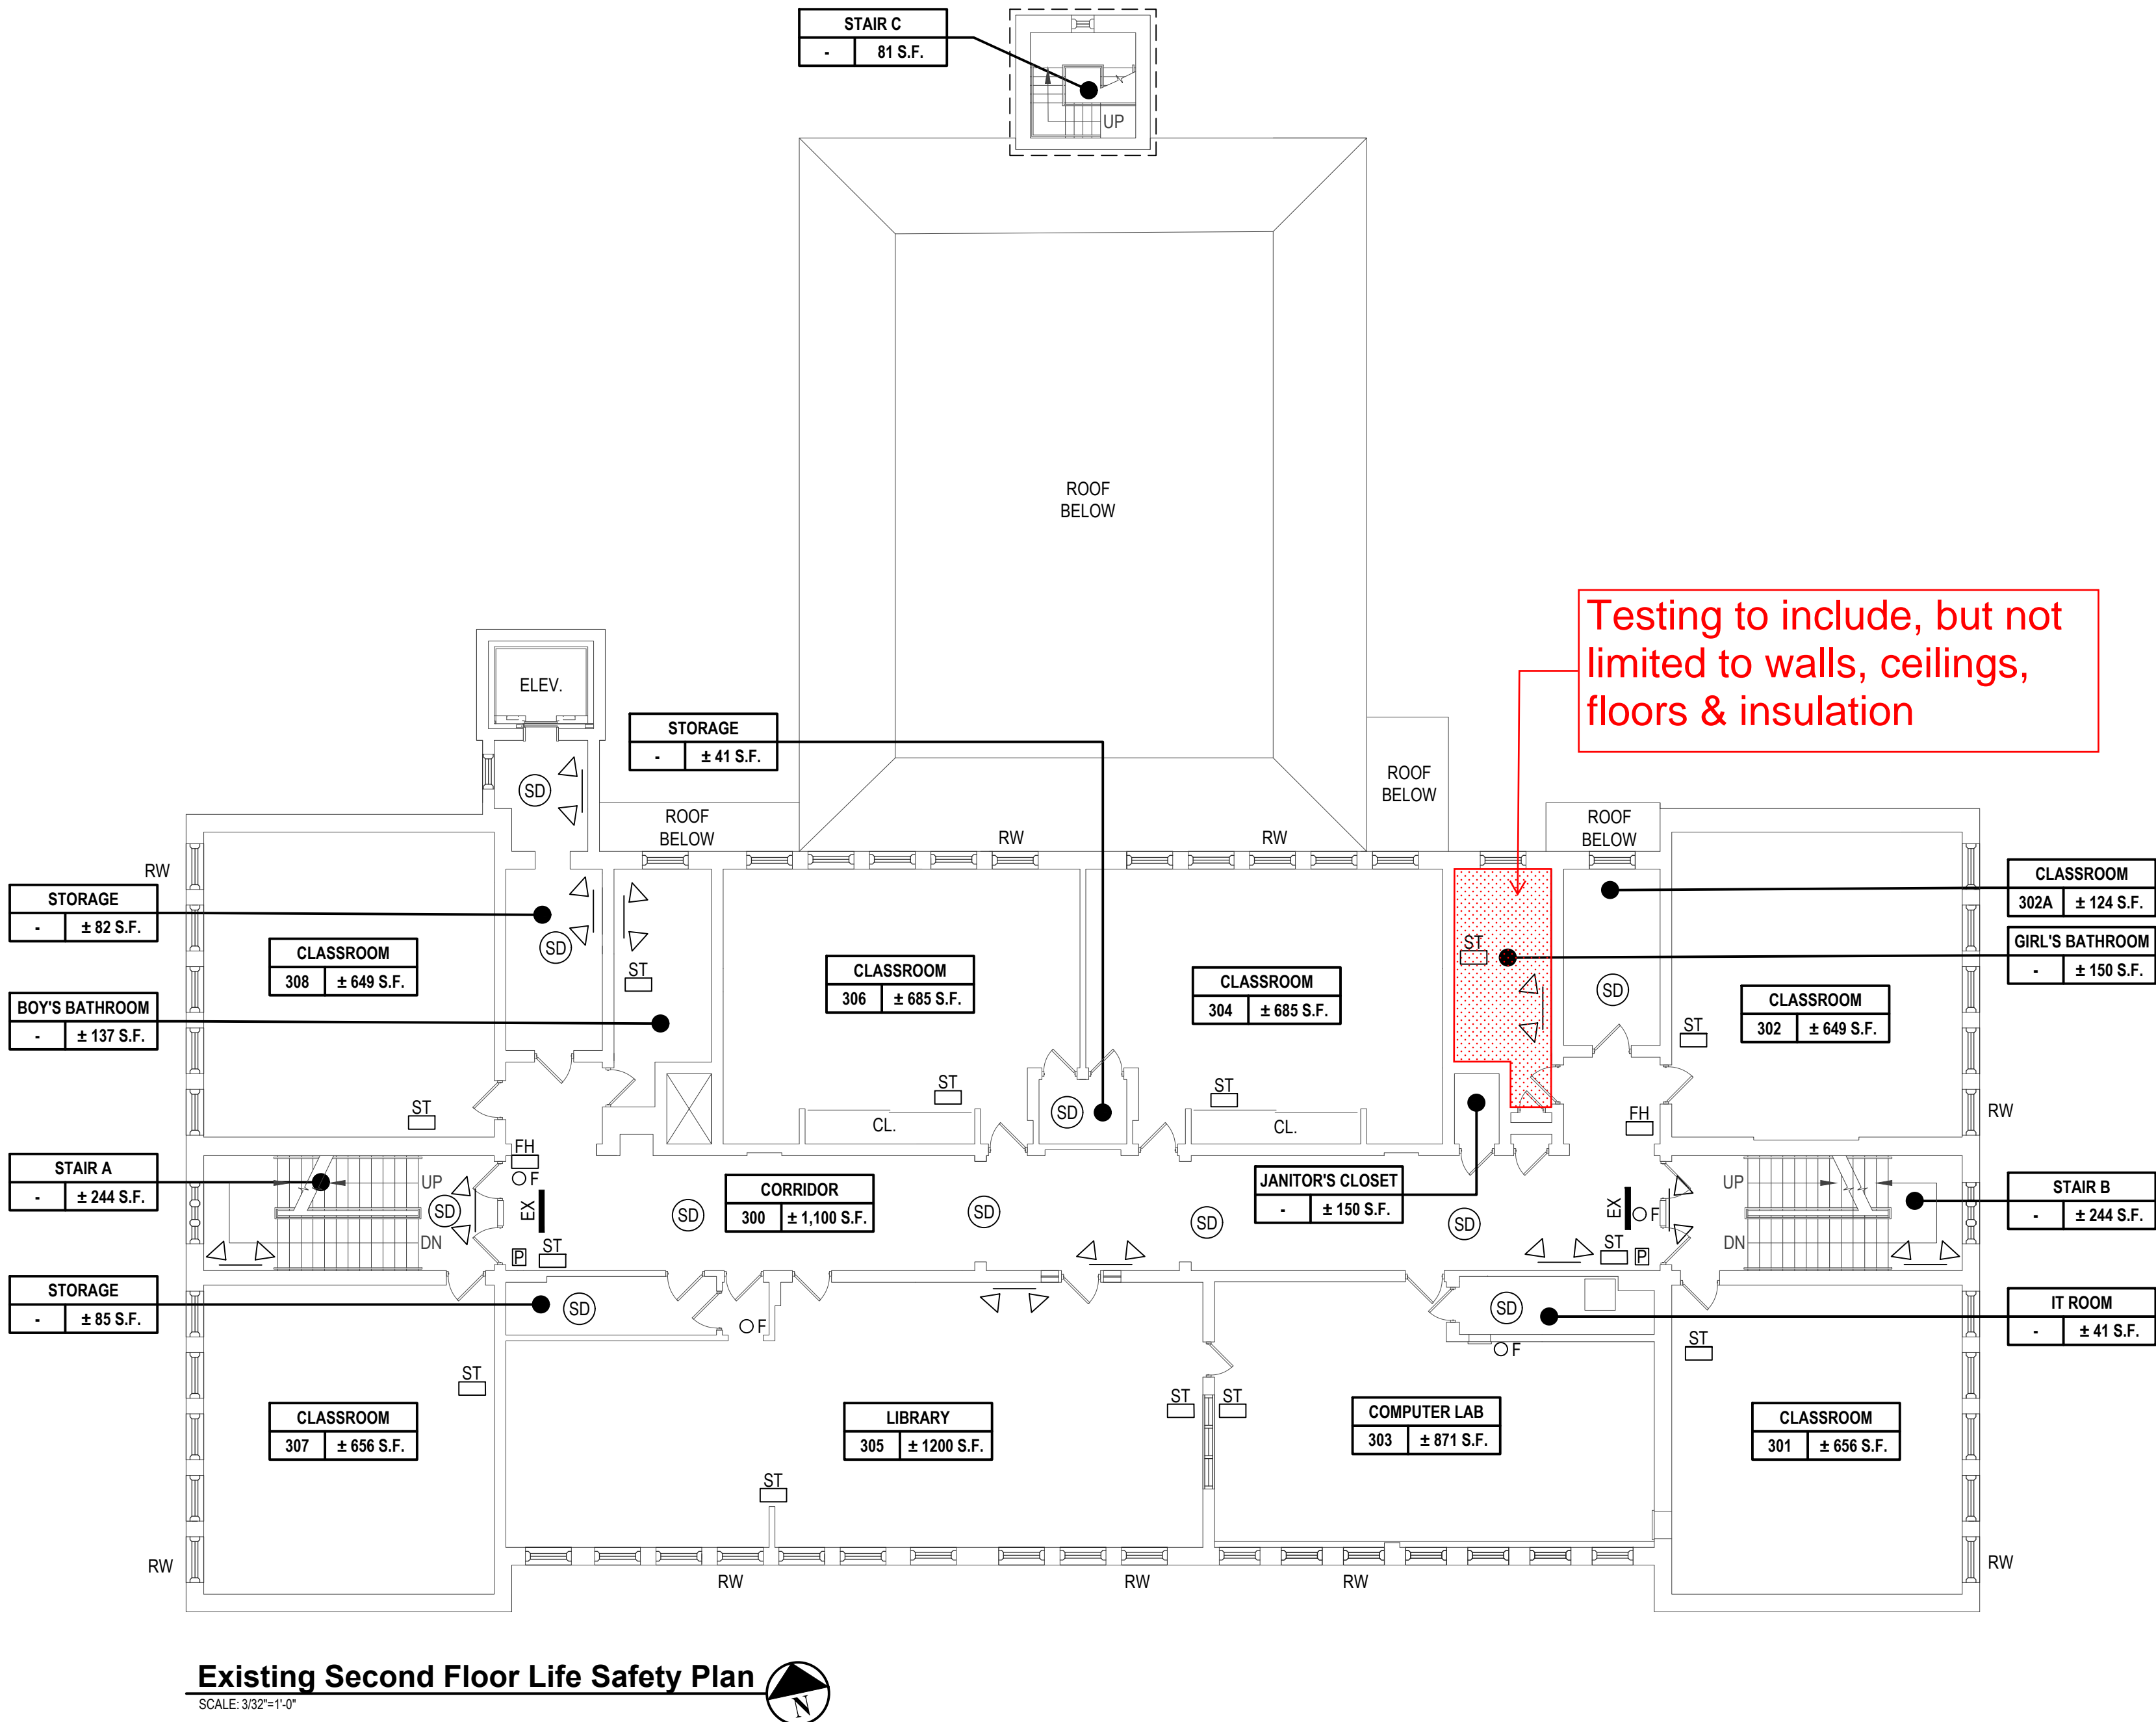 STAIR C
- 81 S.F.
UP
ROOF
BELOW
Testing to include, but not
limited to walls, ceilings,
floors & insulation
ELEV.
STORAGE
- ± 41 S.F.
SD
ROOF
BELOW
ROOF
BELOW
ROOF
BELOW
RW
RW
RW
STORAGE
- ± 82 S.F.
SD
CLASSROOM
308 ± 649 S.F.
ST
CLASSROOM
306 ± 685 S.F.
CLASSROOM
304 ± 685 S.F.
ST
SD
CLASSROOM
302A ± 124 S.F.
GIRL'S BATHROOM
- ± 150 S.F.
CLASSROOM
302 ± 649 S.F.
BOY'S BATHROOM
- ± 137 S.F.
ST
ST
ST
ST
SD
CL.
CL.
FH
RW
FH
STAIR A
- ± 244 S.F.
UP
F
SD
EX
DN
P
ST
SD
CORRIDOR
300 ± 1,100 S.F.
SD
SD
JANITOR'S CLOSET
- ± 150 S.F.
SD
EX
F
ST
P
UP
DN
STAIR B
- ± 244 S.F.
STORAGE
- ± 85 S.F.
SD
F
SD
F
IT ROOM
- ± 41 S.F.
ST
ST
ST
ST
CLASSROOM
307 ± 656 S.F.
LIBRARY
305 ± 1200 S.F.
COMPUTER LAB
303 ± 871 S.F.
CLASSROOM
301 ± 656 S.F.
ST
RW
RW
RW
RW
RW
Existing Second Floor Life Safety Plan
SCALE: 3/32"=1'-0"
N